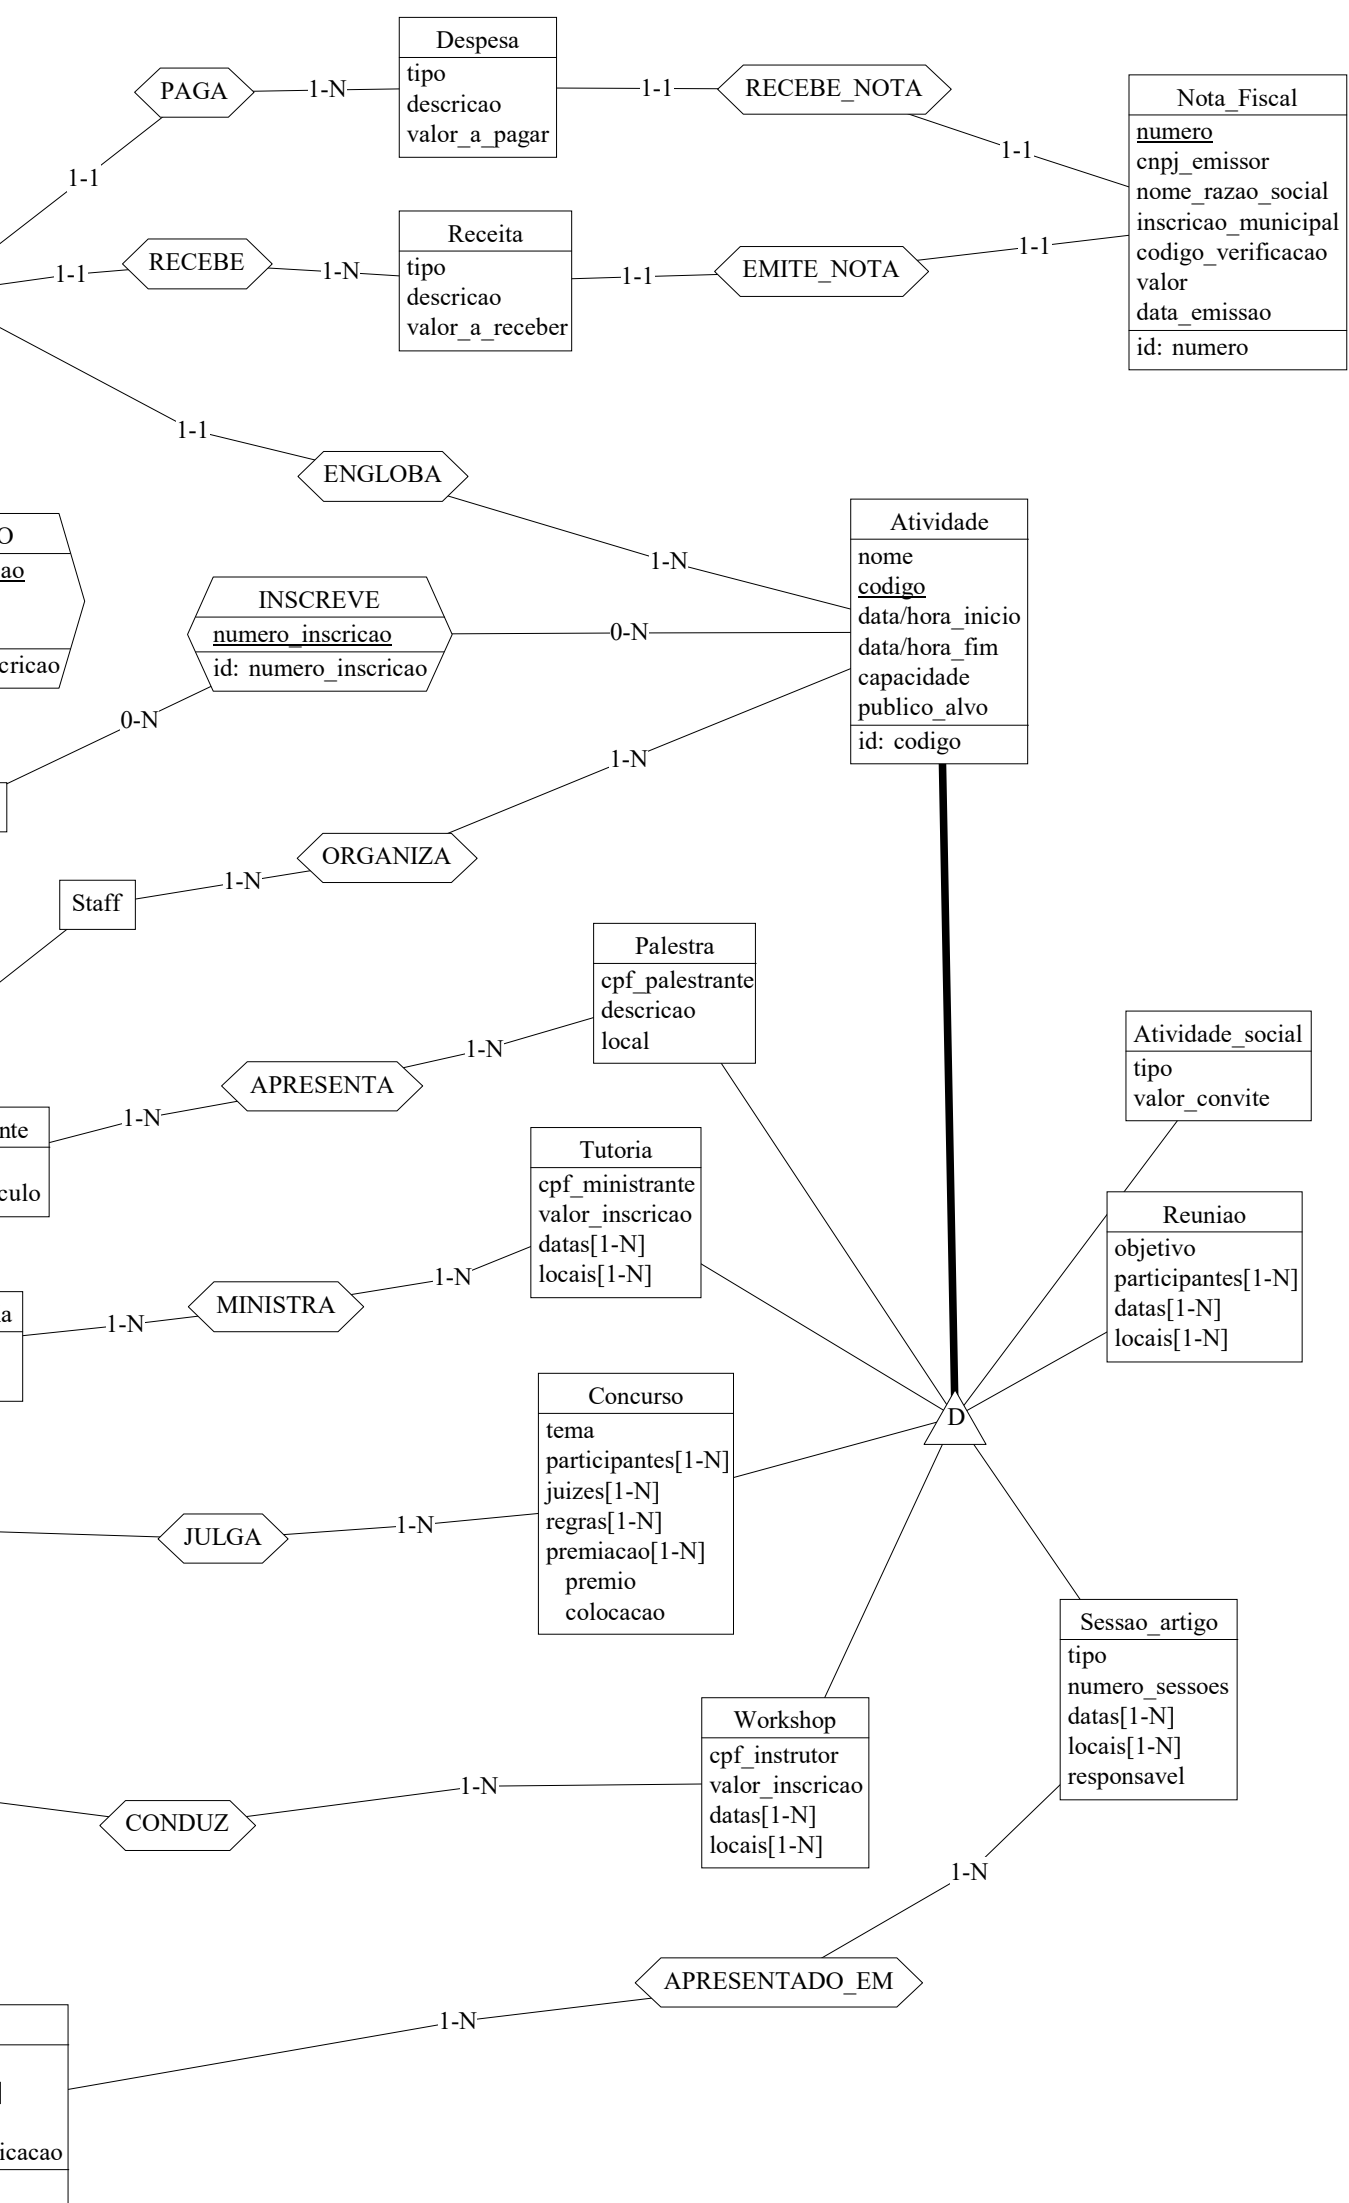 Despesa
tipo
descricao
valor_a_pagar
PAGA
1-N
1-1
RECEBE_NOTA
1-1
1-1
Nota_Fiscal
numero
cnpj_emissor
nome_razao_social
inscricao_municipal
codigo_verificacao
valor
data_emissao
id: numero
Receita
tipo
descricao
valor_a_receber
1-1
RECEBE
1-N
1-1
EMITE_NOTA
1-1
1-1
ENGLOBA
1-N
Atividade
nome
codigo
data/hora_inicio
data/hora_fim
capacidade
publico_alvo
id: codigo
O
ao
cricao
INSCREVE
numero_inscricao
id: numero_inscricao
0-N
0-N
1-N
ORGANIZA
1-N
Staff
Palestra
cpf_palestrante
descricao
local
1-N
APRESENTA
1-N
nte
culo
Atividade_social
tipo
valor_convite
Tutoria
cpf_ministrante
valor_inscricao
datas[1-N]
locais[1-N]
Reuniao
objetivo
participantes[1-N]
datas[1-N]
locais[1-N]
1-N
MINISTRA
1-N
a
D
Concurso
tema
participantes[1-N]
juizes[1-N]
regras[1-N]
premiacao[1-N]
premio
colocacao
JULGA
1-N
Sessao_artigo
tipo
numero_sessoes
datas[1-N]
locais[1-N]
responsavel
Workshop
cpf_instrutor
valor_inscricao
datas[1-N]
locais[1-N]
1-N
CONDUZ
1-N
APRESENTADO_EM
1-N
]
icacao